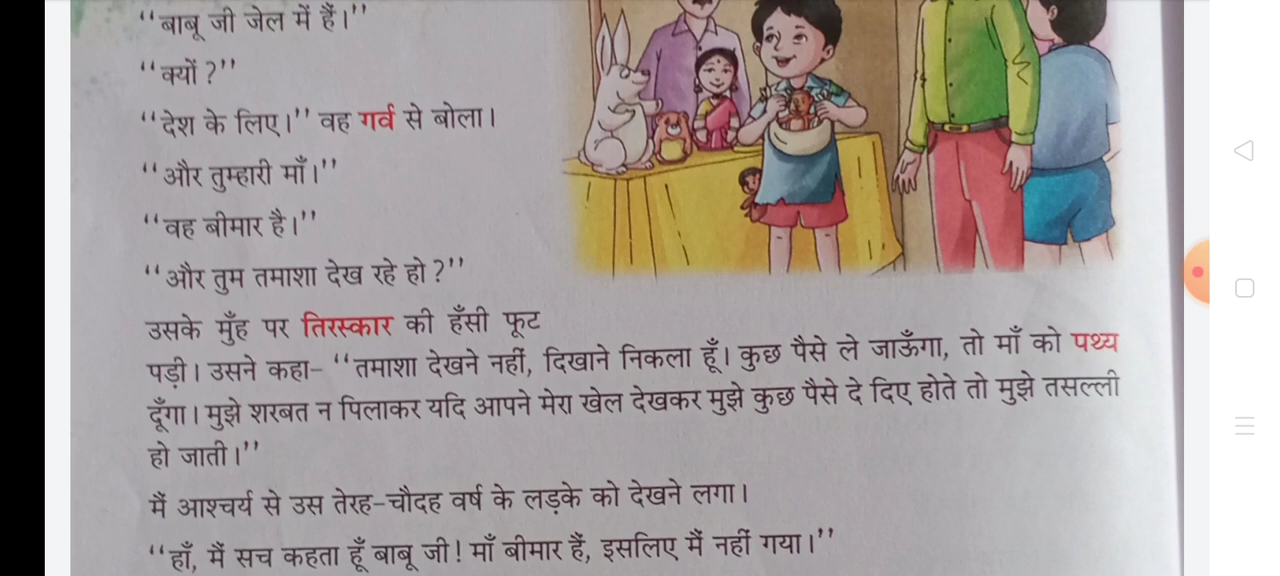 ‘‘बाबू जी जेल में हैं।’’
‘‘क्यों ?’’
‘‘देश के लिए।’’ वह गर्व से बोला।
‘‘और तुम्हारी माँ।’’
‘‘वह बीमार है।’’
‘‘और तुम तमाशा देख रहे हो ?’’
उसके मुँह पर तिरस्कार की हँसी फूट
पड़ी। उसने कहा– ‘‘तमाशा देखने नहीं, दिखाने निकला हूँ। कुछ पैसे ले जाऊँगा, तो माँ को पथ्य
दूँगा। मुझे शरबत न पिलाकर यदि आपने मेरा खेल देखकर मुझे कुछ पैसे दे दिए होते तो मुझे तसल्ली
हो जाती।’’
मैं आश्चर्य से उस तेरह–चौदह वर्ष के लड़के को देखने लगा।
‘‘हाँ, मैं सच कहता हूँ बाबू जी! माँ बीमार हैं, इसलिए मैं नहीं गया।’’